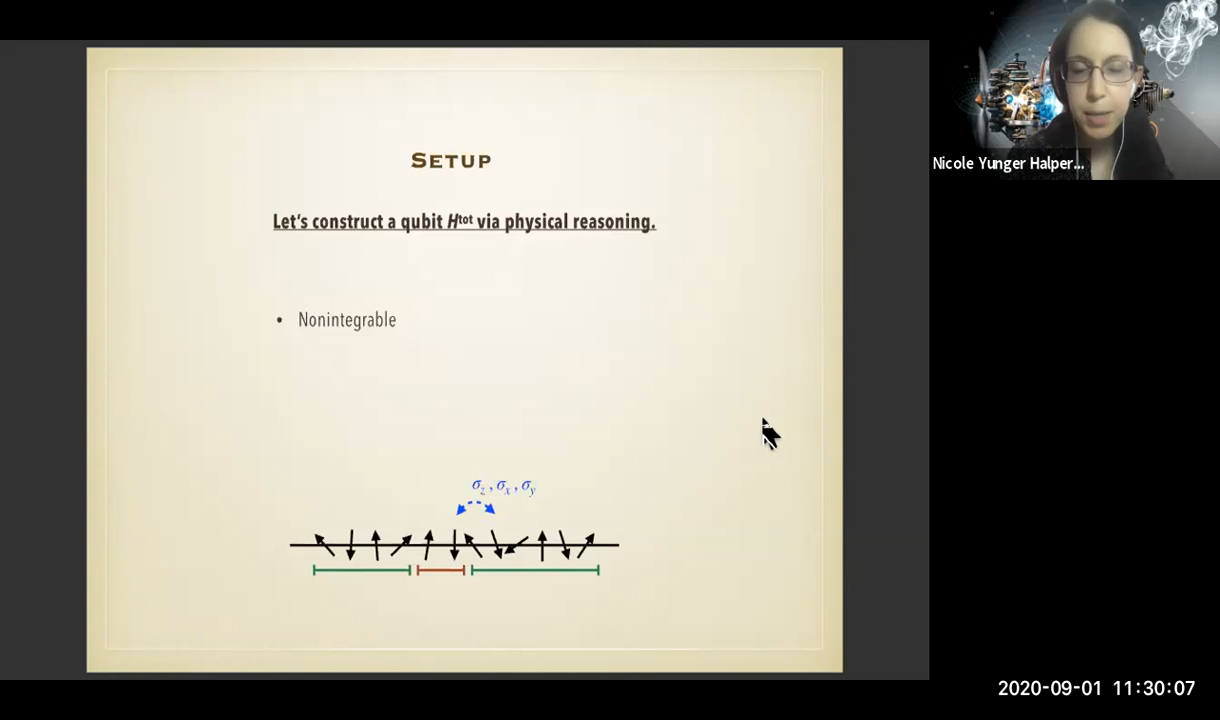 SETUP
Let's construct a qubit Hᵗᵒᵗ via physical reasoning.
• Nonintegrable
σz , σx , σy
Nicole Yunger Halper...
2020-09-01 11:30:07